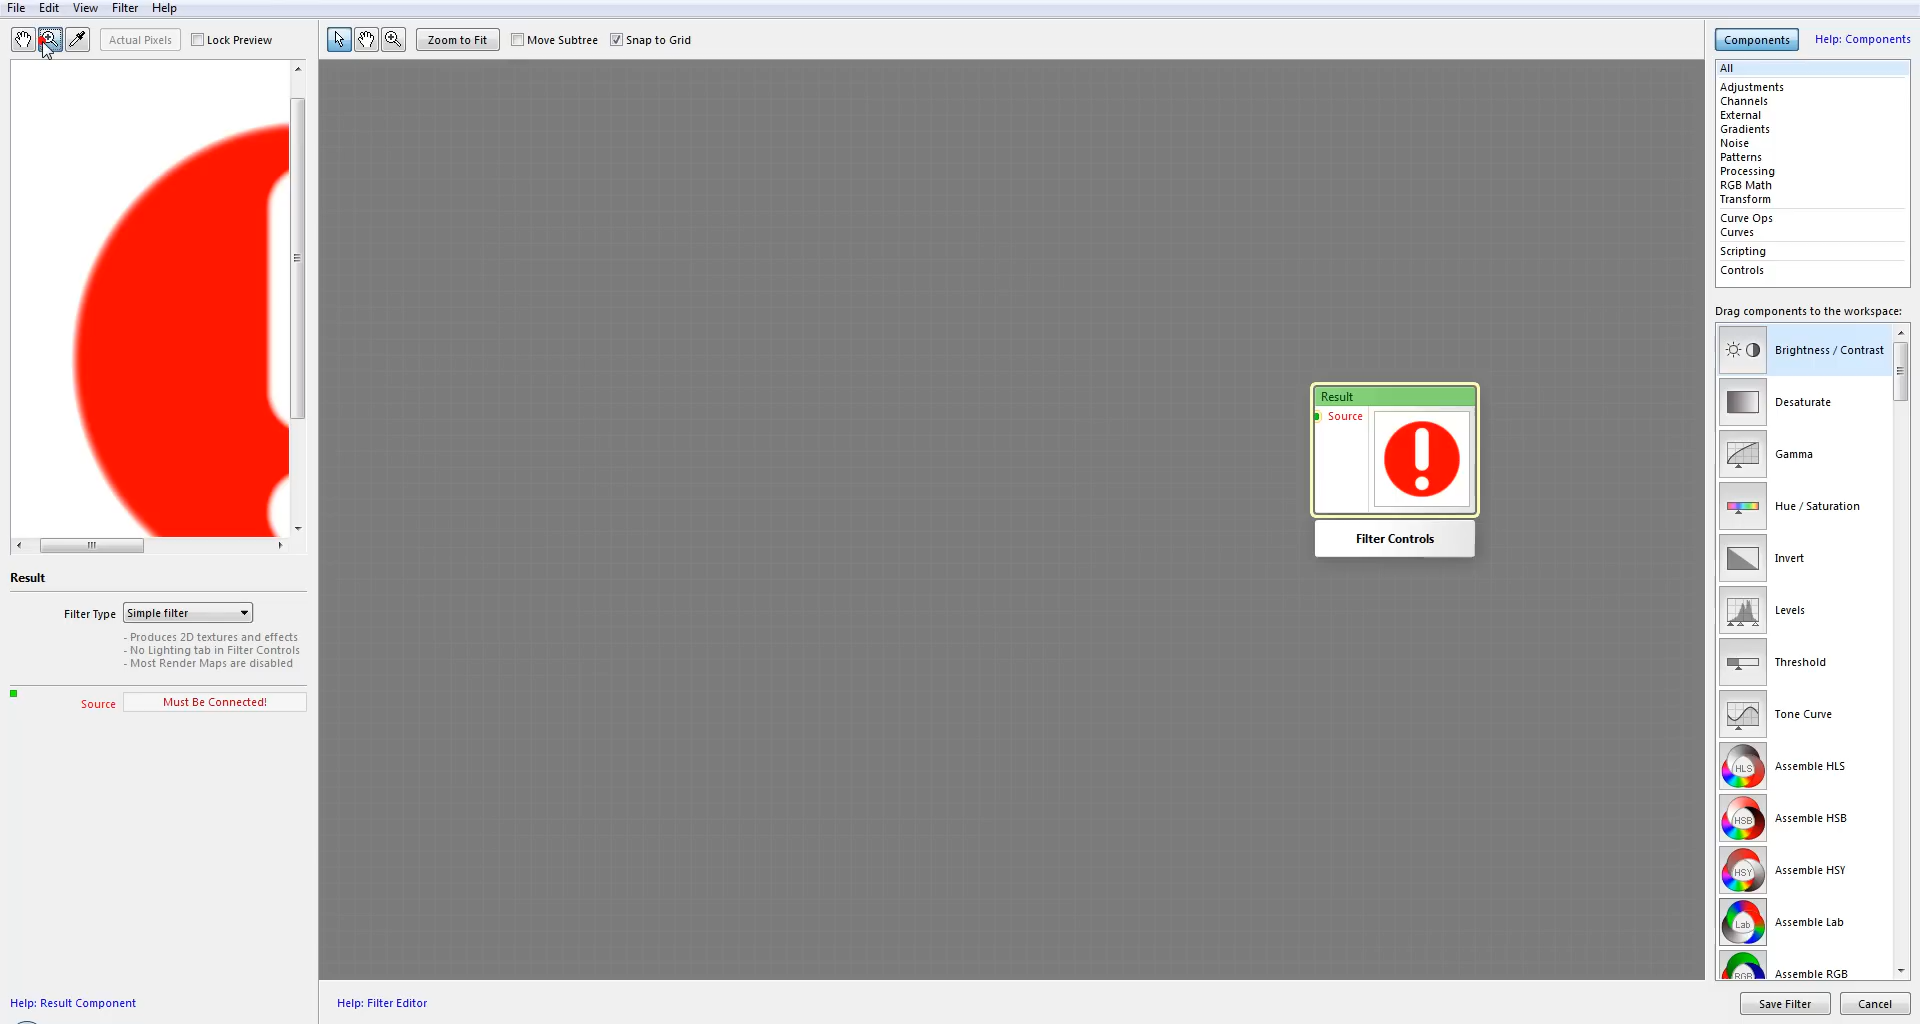 File Edit View Filter Help
Actual Pixels Lock Preview
Zoom to Fit Move Subtree Snap to Grid
Components Help: Components
All
Adjustments
Channels
External
Gradients
Noise
Patterns
Processing
RGB Math
Transform
Curve Ops
Curves
Scripting
Controls
Drag components to the workspace:
Brightness / Contrast
Desaturate
Gamma
Hue / Saturation
Invert
Levels
Threshold
Tone Curve
HLS Assemble HLS
HSB Assemble HSB
HSY Assemble HSY
Lab Assemble Lab
RGB Assemble RGB
Result
Source
!
Filter Controls
Result
Filter Type Simple filter
- Produces 2D textures and effects
- No Lighting tab in Filter Controls
- Most Render Maps are disabled
Source Must Be Connected!
Help: Result Component
Help: Filter Editor
Save Filter Cancel